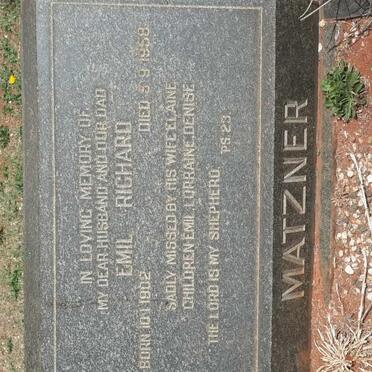 IN LOVING MEMORY OF
MY DEAR HUSBAND AND OUR DAD
EMIL RICHARD
BORN 10·1·1902 DIED 5·9·1958
SADLY MISSED BY HIS WIFE ELAINE
CHILDREN EMIL LORRAINE DENISE
THE LORD IS MY SHEPHERD. PS·23
MATZNER